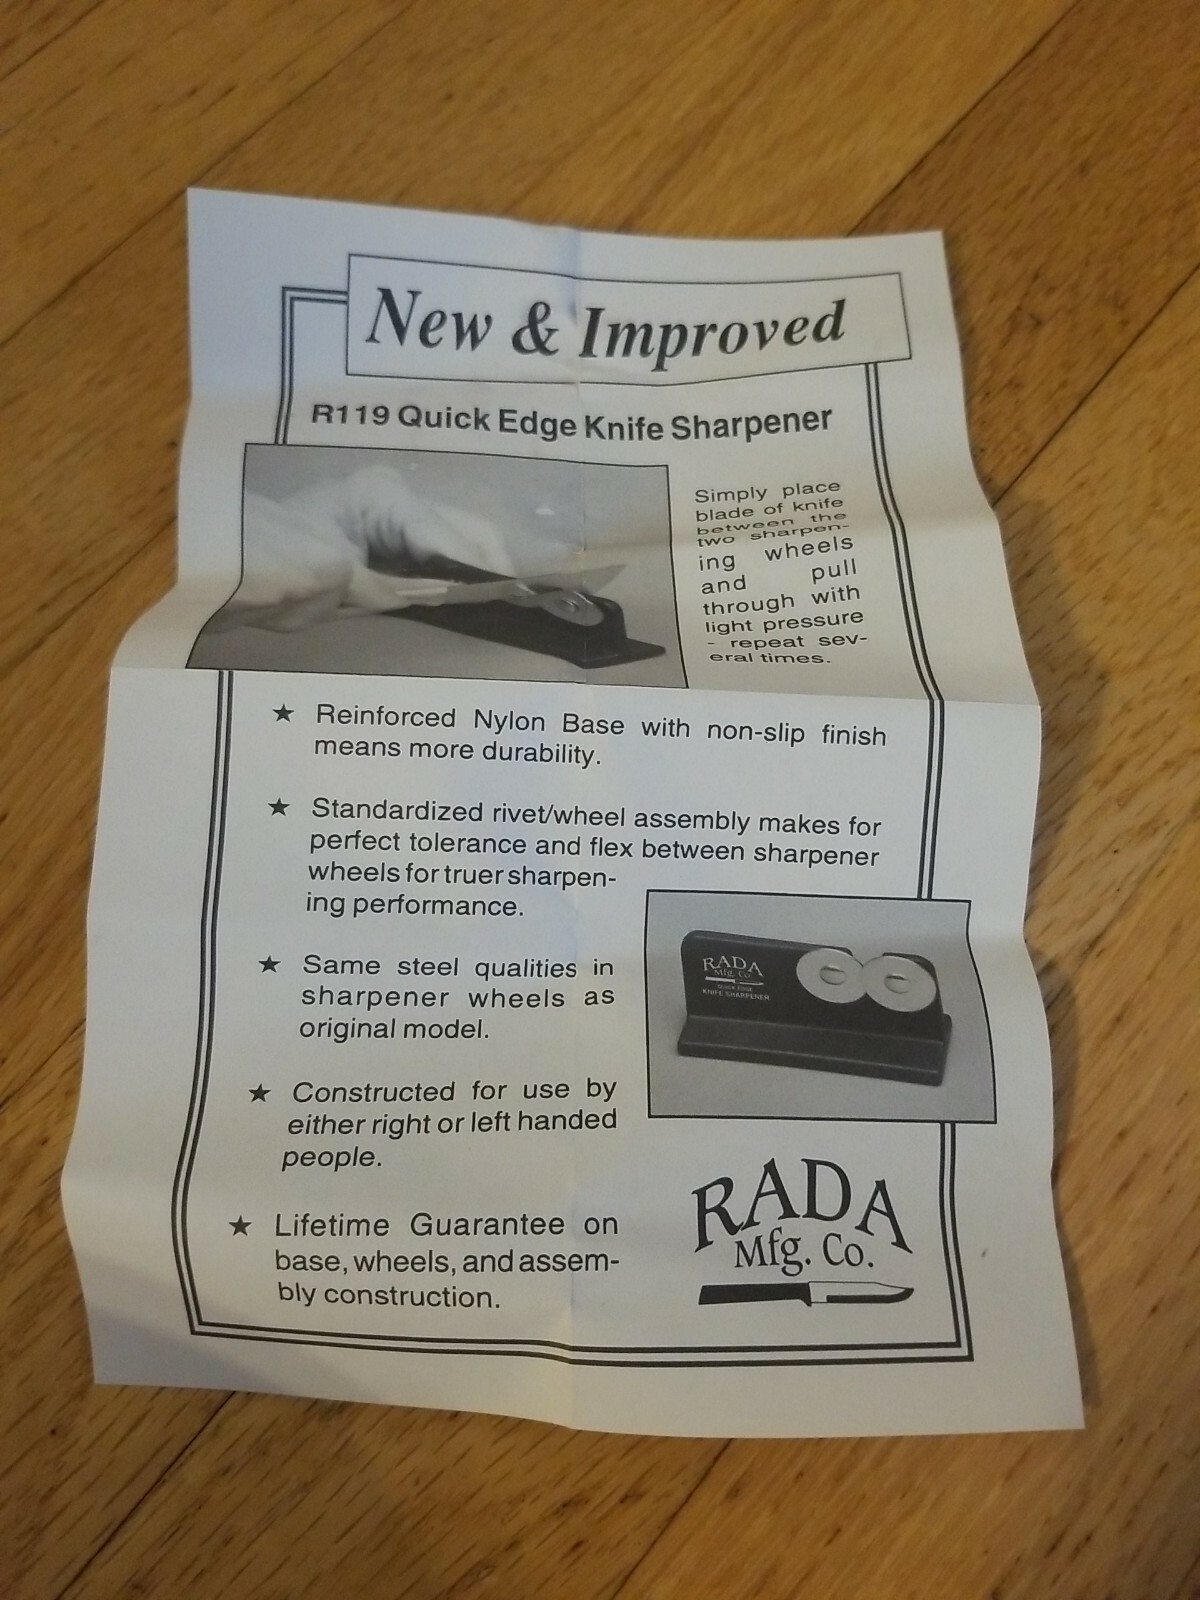 New & Improved
R119 Quick Edge Knife Sharpener
Simply place
blade of knife
between the
two sharpen-
ing wheels
and pull
through with
light pressure
- repeat sev-
eral times.
★ Reinforced Nylon Base with non-slip finish
means more durability.
★ Standardized rivet/wheel assembly makes for
perfect tolerance and flex between sharpener
wheels for truer sharpen-
ing performance.
★ Same steel qualities in
sharpener wheels as
original model.
★ Constructed for use by
either right or left handed
people.
★ Lifetime Guarantee on
base, wheels, and assem-
bly construction.
RADA
Mfg. Co.
QUICK EDGE
KNIFE SHARPENER
RADA
Mfg. Co.